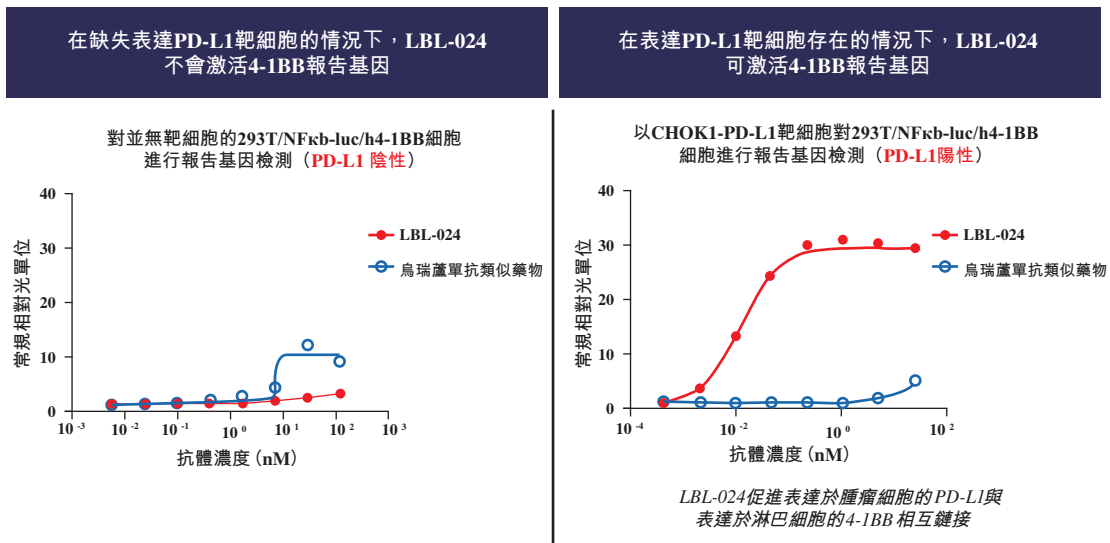 在缺失表達PD-L1靶細胞的情況下，LBL-024
不會激活4-1BB報告基因
對並無靶細胞的293T/NFκb-luc/h4-1BB細胞
進行報告基因檢測（PD-L1 陰性）
常規相對光單位
40
30
20
10
0
10⁻³ 10⁻² 10⁻¹ 10⁰ 10¹ 10² 10³
抗體濃度 (nM)
LBL-024
烏瑞蘆單抗類似藥物
在表達PD-L1靶細胞存在的情況下，LBL-024
可激活4-1BB報告基因
以CHOK1-PD-L1靶細胞對293T/NFκb-luc/h4-1BB
細胞進行報告基因檢測（PD-L1陽性）
常規相對光單位
40
30
20
10
0
10⁻⁴ 10⁻² 10⁰ 10²
抗體濃度 (nM)
LBL-024
烏瑞蘆單抗類似藥物
LBL-024促進表達於腫瘤細胞的PD-L1與
表達於淋巴細胞的4-1BB 相互鏈接